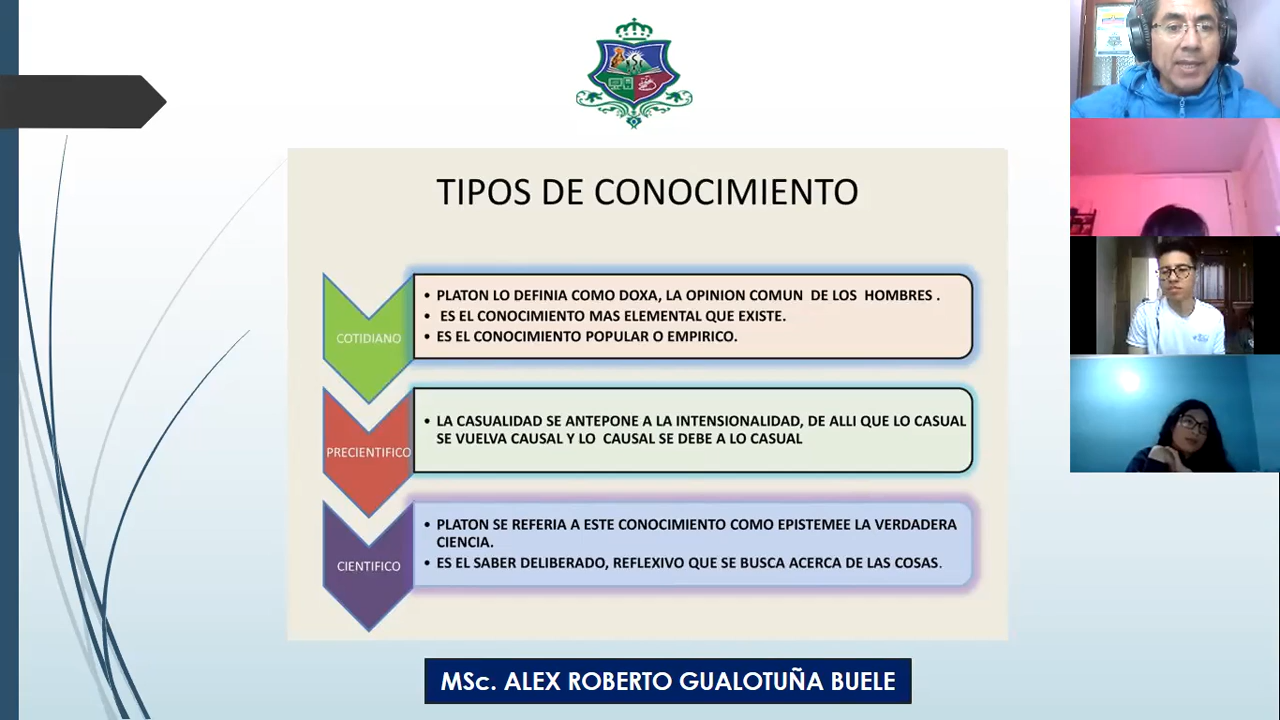 TIPOS DE CONOCIMIENTO
COTIDIANO
• PLATON LO DEFINIA COMO DOXA, LA OPINION COMUN DE LOS HOMBRES .
• ES EL CONOCIMIENTO MAS ELEMENTAL QUE EXISTE.
• ES EL CONOCIMIENTO POPULAR O EMPIRICO.
PRECIENTIFICO
• LA CASUALIDAD SE ANTEPONE A LA INTENSIONALIDAD, DE ALLI QUE LO CASUAL
SE VUELVA CAUSAL Y LO CAUSAL SE DEBE A LO CASUAL
CIENTIFICO
• PLATON SE REFERIA A ESTE CONOCIMIENTO COMO EPISTEMEE LA VERDADERA
CIENCIA.
• ES EL SABER DELIBERADO, REFLEXIVO QUE SE BUSCA ACERCA DE LAS COSAS.
MSc. ALEX ROBERTO GUALOTUÑA BUELE